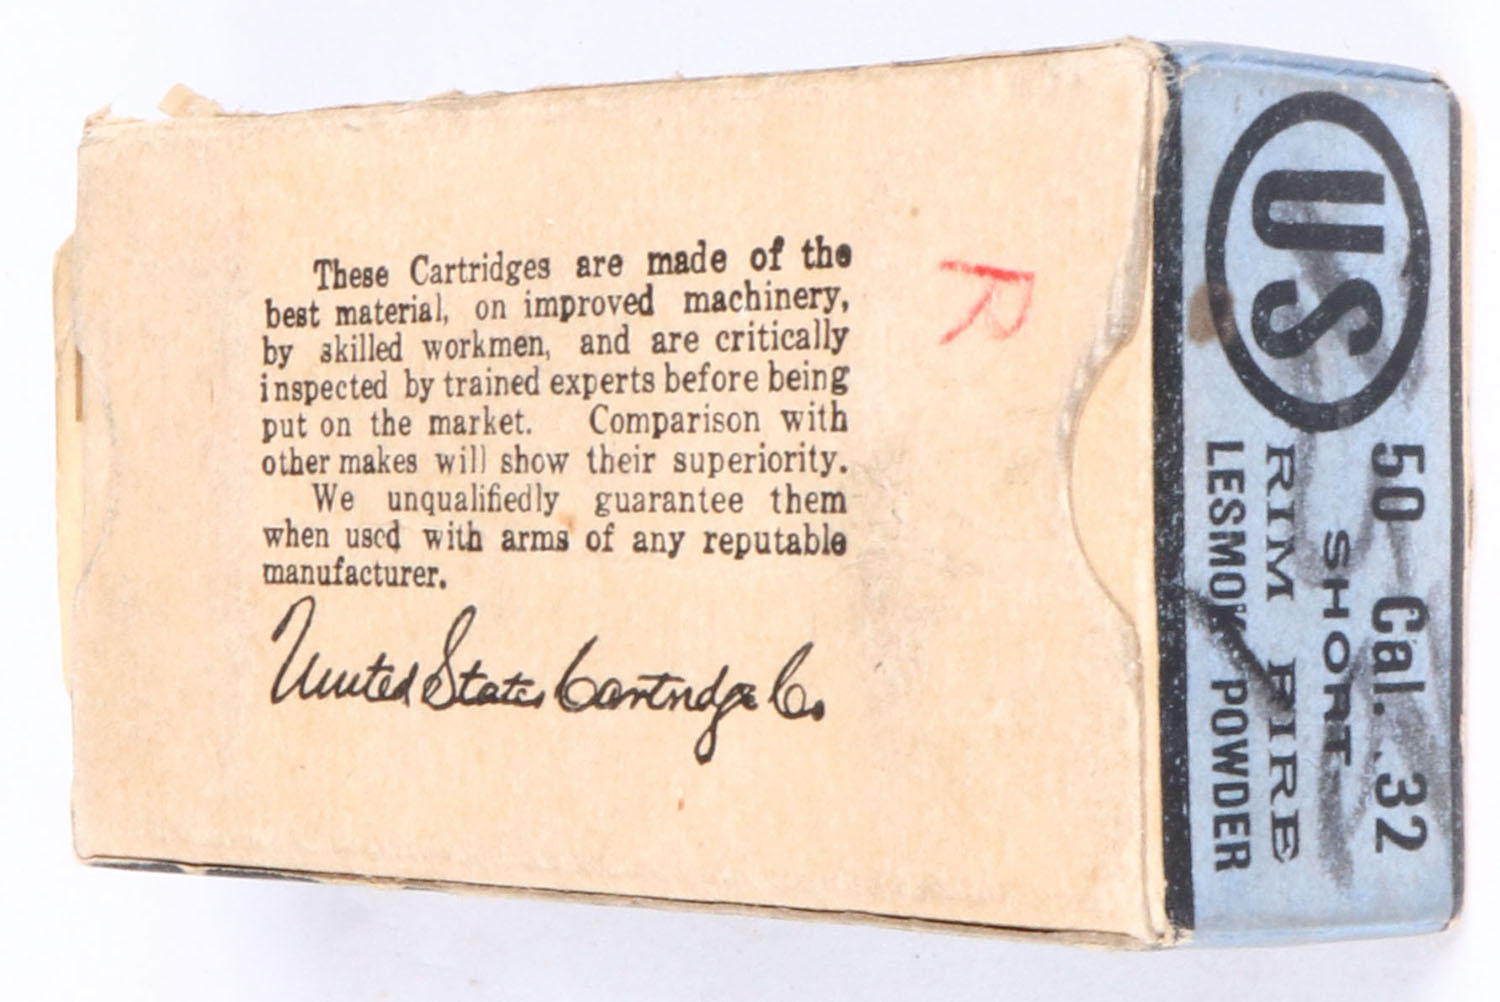 These Cartridges are made of the
best material, on improved machinery,
by skilled workmen, and are critically
inspected by trained experts before being
put on the market. Comparison with
other makes will show their superiority.
We unqualifiedly guarantee them
when used with arms of any reputable
manufacturer.
United States Cartridge Co.
R
US
50 Cal. .32
SHORT
RIM FIRE
LESMOK POWDER